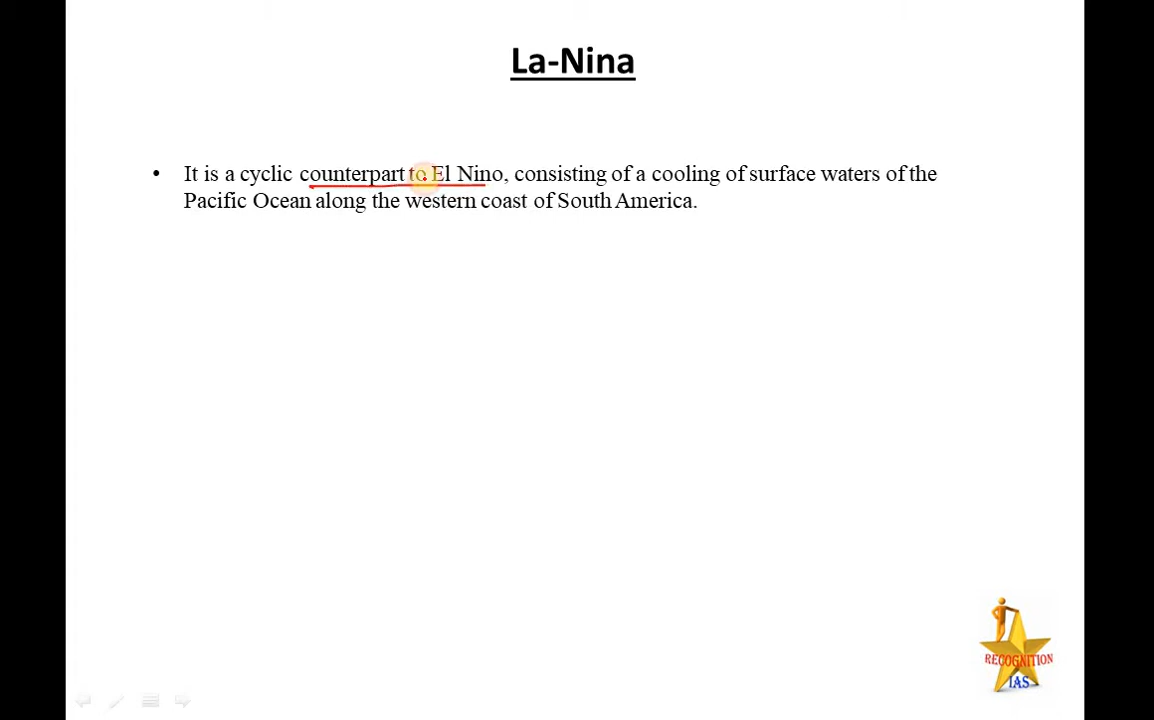 La-Nina
• It is a cyclic counterpart to El Nino, consisting of a cooling of surface waters of the
Pacific Ocean along the western coast of South America.
RECOGNITION
IAS